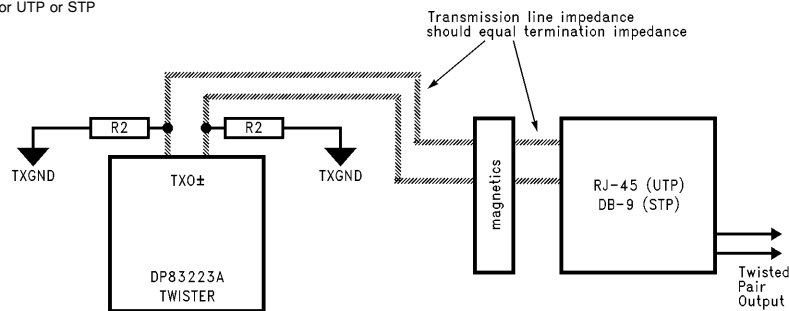 or UTP or STP
Transmission line impedance
should equal termination impedance
R2
R2
TXGND
TXGND
TXO±
magnetics
RJ-45 (UTP)
DB-9 (STP)
DP83223A
TWISTER
Twisted
Pair
Output